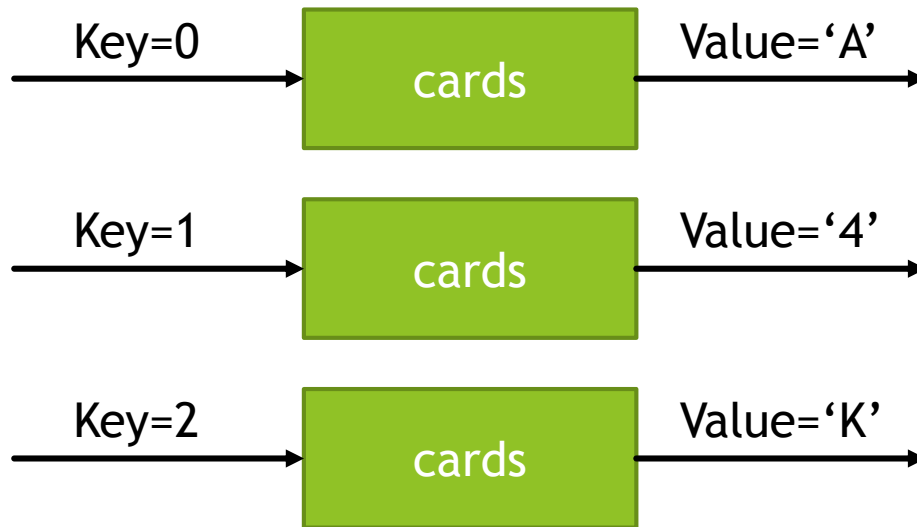 Key=0
cards
Value=‘A’
Key=1
cards
Value=‘4’
Key=2
cards
Value=‘K’